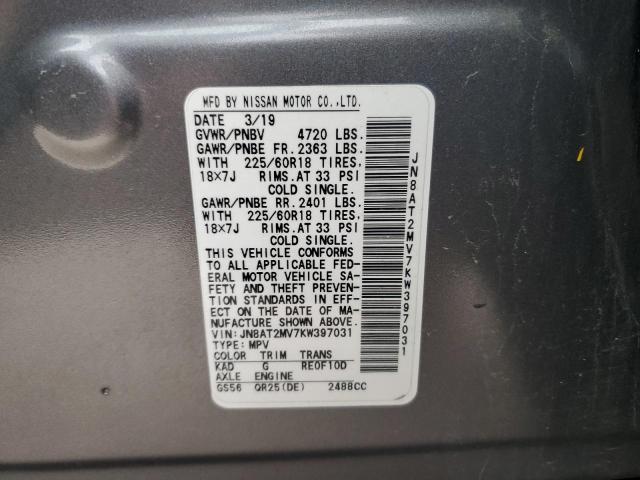 MFD BY NISSAN MOTOR CO.,LTD.
DATE 3/19
GVWR/PNBV 4720 LBS.
GAWR/PNBE FR. 2363 LBS.
WITH 225/60R18 TIRES,
18×7J RIMS.AT 33 PSI
COLD SINGLE.
GAWR/PNBE RR. 2401 LBS.
WITH 225/60R18 TIRES,
18×7J RIMS.AT 33 PSI
COLD SINGLE.
THIS VEHICLE CONFORMS
TO ALL APPLICABLE FED-
ERAL MOTOR VEHICLE SA-
FETY AND THEFT PREVEN-
TION STANDARDS IN EFF-
ECT ON THE DATE OF MA-
NUFACTURE SHOWN ABOVE.
VIN: JN8AT2MV7KW397031
TYPE: MPV
COLOR TRIM TRANS
KAD G RE0F10D
AXLE ENGINE
GS56 QR25(DE) 2488CC
JN8AT2MV7KW397031